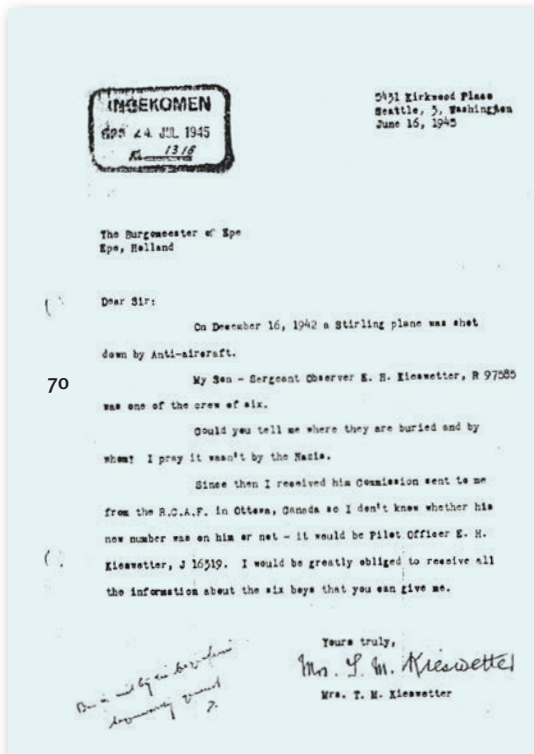 INGEKOMEN
24 JUL 1945
1316
5431 Kirkwood Place
Seattle, 5, Washington
June 16, 1945
The Burgomeester of Epe
Epe, Holland
Dear Sir:
On December 16, 1942 a Stirling plane was shot
down by Anti-aircraft.
70
My Son - Sergeant Observer E. H. Kieswetter, R 97585
was one of the crew of six.
Could you tell me where they are buried and by
whom? I pray it wasn't by the Nazis.
Since then I received him Commission sent to me
from the R.C.A.F. in Ottawa, Canada so I don't know whether his
new number was on him or not - it would be Pilot Officer E. H.
Kieswetter, J 16519. I would be greatly obliged to receive all
the information about the six boys that you can give me.
Yours truly,
Mrs. T. M. Kieswetter
Mrs. T. M. Kieswetter